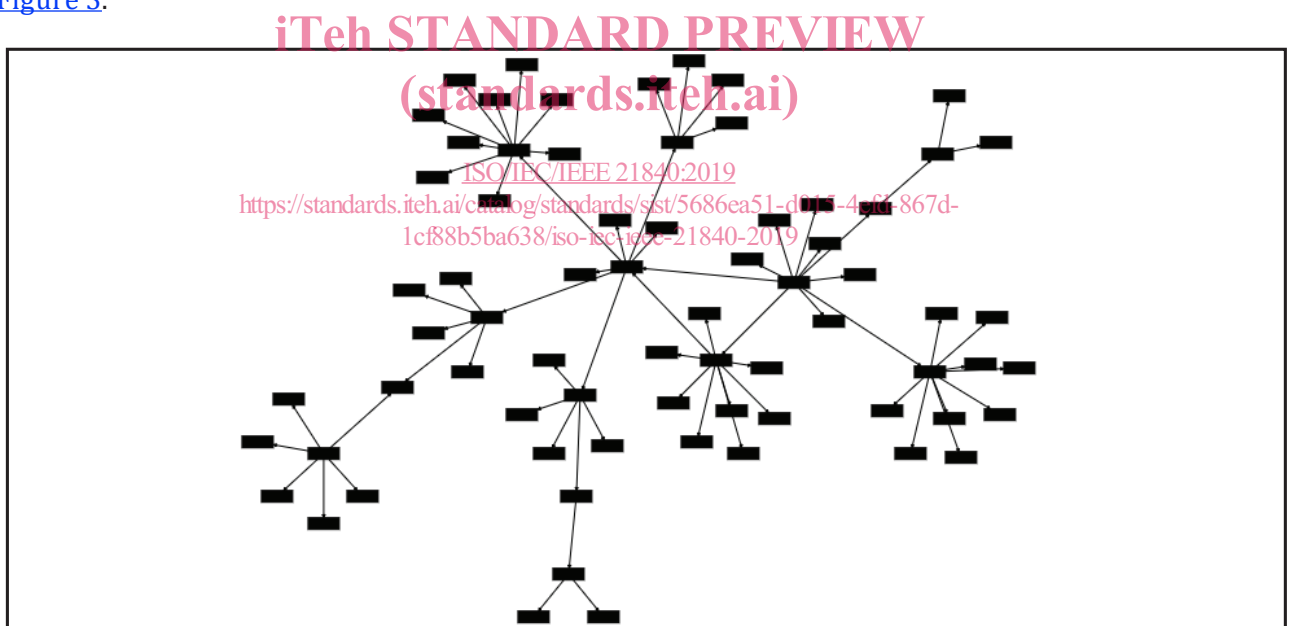 Figure 3.
iTeh STANDARD PREVIEW
(standards.iteh.ai)
ISO/IEC/IEEE 21840:2019
https://standards.iteh.ai/catalog/standards/sist/5686ea51-d015-4efd-867d-
1cf88b5ba638/iso-iec-ieee-21840-2019